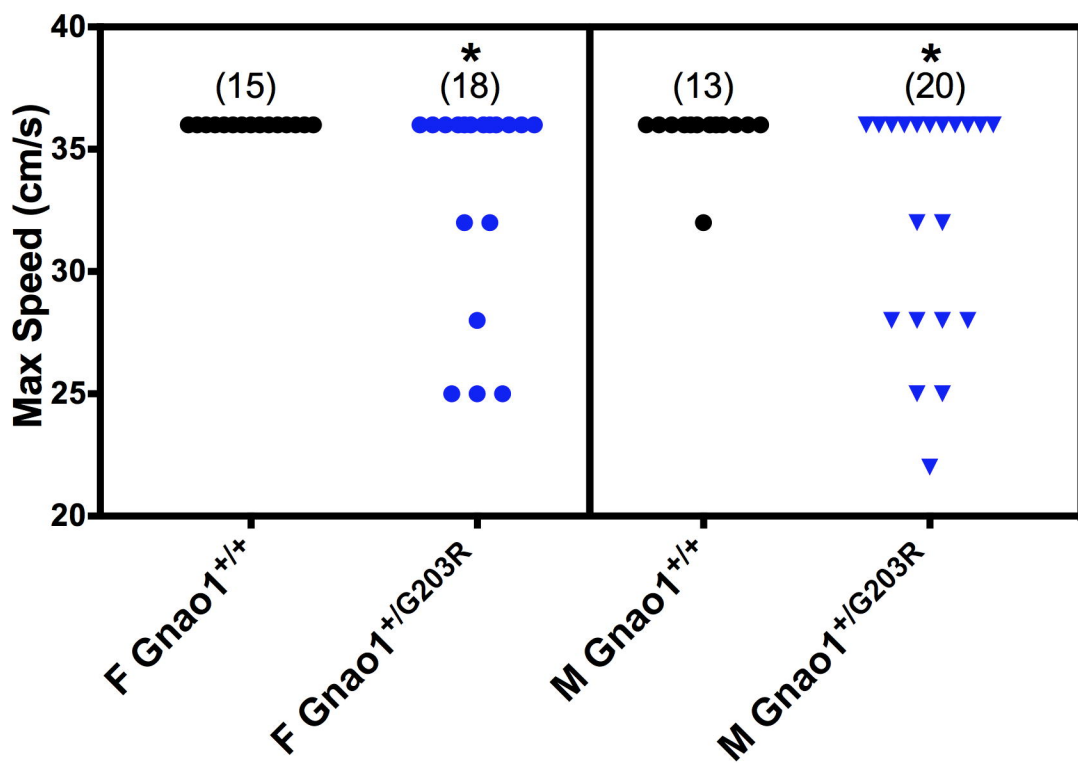 Max Speed (cm/s)
40
35
30
25
20
*
*
(15)
(18)
(13)
(20)
F Gnao1+/+
F Gnao1+/G203R
M Gnao1+/+
M Gnao1+/G203R